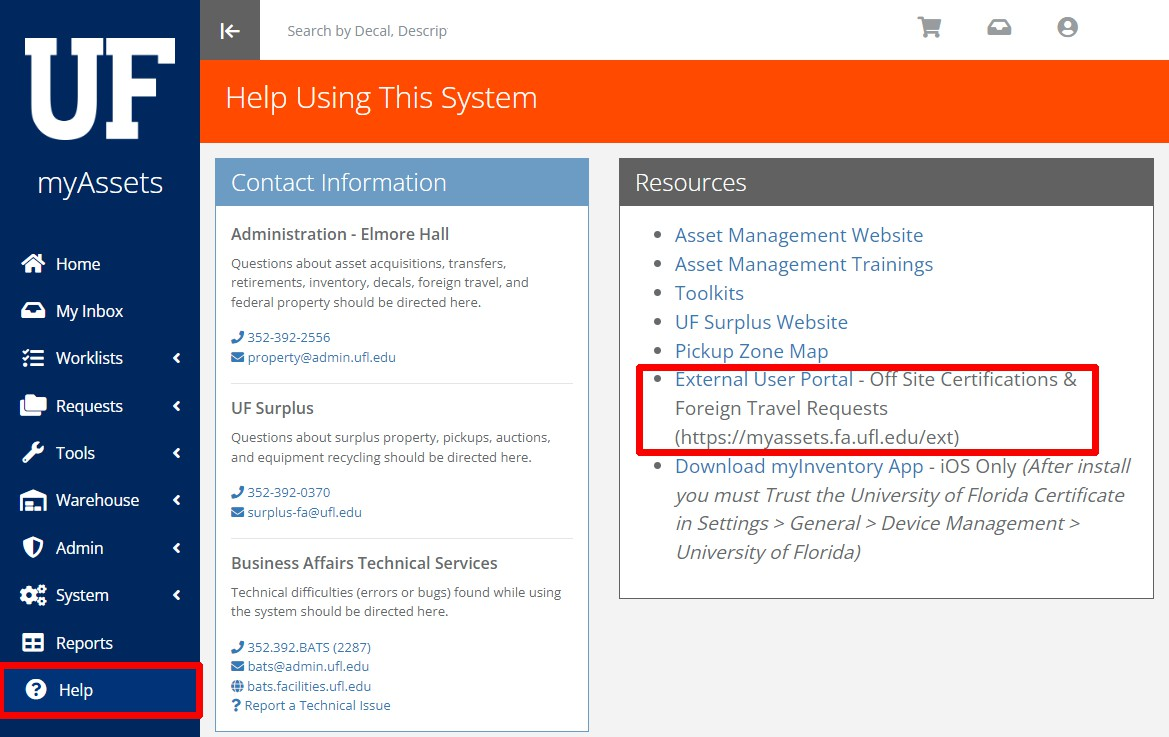 UF
myAssets
Home
My Inbox
Worklists
Requests
Tools
Warehouse
Admin
System
Reports
Help
Search by Decal, Descrip
Help Using This System
Contact Information
Administration - Elmore Hall
Questions about asset acquisitions, transfers,
retirements, inventory, decals, foreign travel, and
federal property should be directed here.
352-392-2556
property@admin.ufl.edu
UF Surplus
Questions about surplus property, pickups, auctions,
and equipment recycling should be directed here.
352-392-0370
surplus-fa@ufl.edu
Business Affairs Technical Services
Technical difficulties (errors or bugs) found while using
the system should be directed here.
352.392.BATS (2287)
bats@admin.ufl.edu
bats.facilities.ufl.edu
Report a Technical Issue
Resources
Asset Management Website
Asset Management Trainings
Toolkits
UF Surplus Website
Pickup Zone Map
External User Portal - Off Site Certifications &
Foreign Travel Requests
(https://myassets.fa.ufl.edu/ext)
Download myInventory App - iOS Only (After install
you must Trust the University of Florida Certificate
in Settings > General > Device Management >
University of Florida)